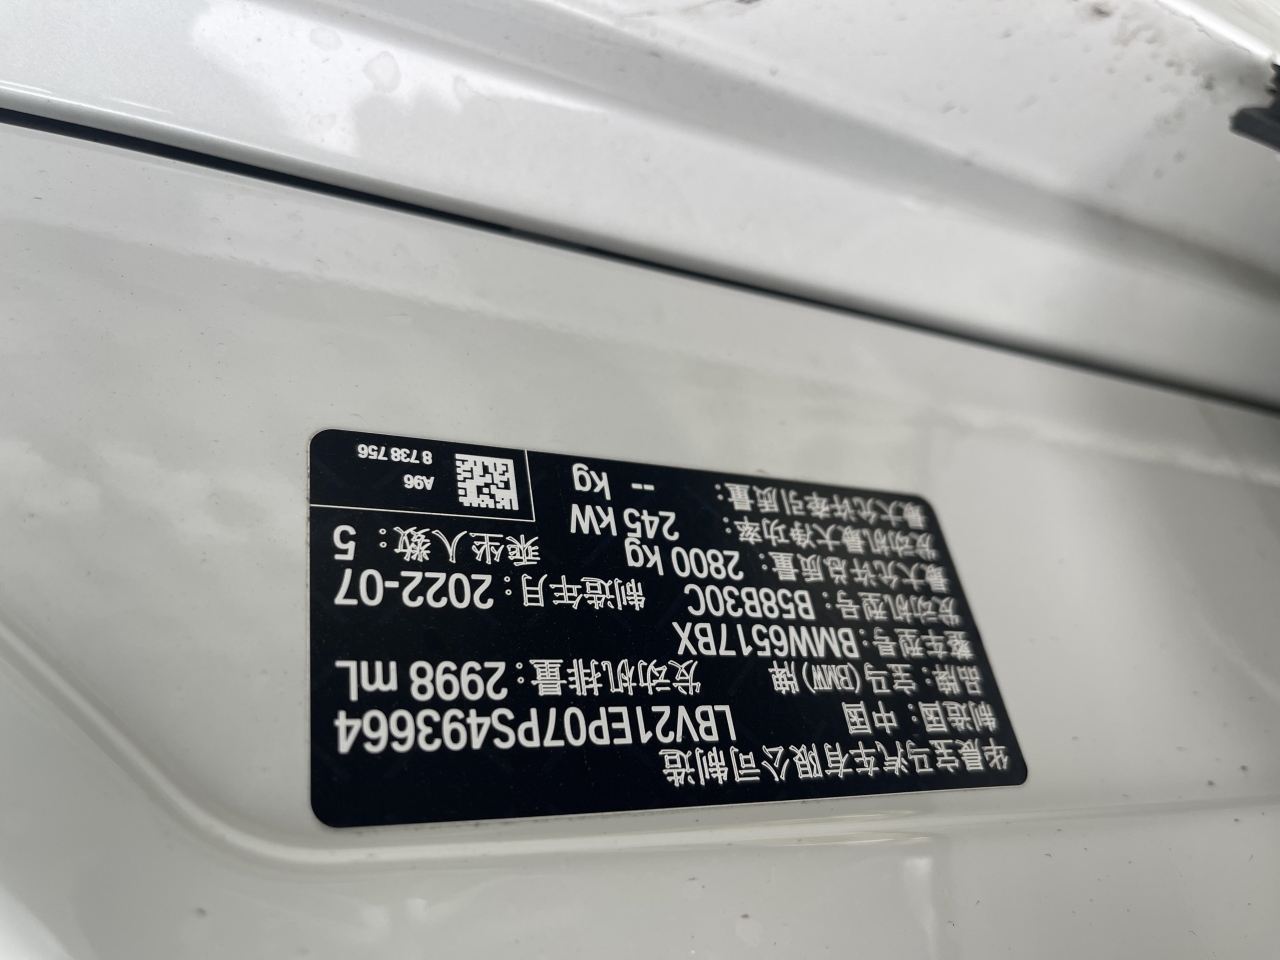 华晨宝马汽车有限公司制造
制造国：中国 LBV21EP07PS493664
品牌：宝马(BMW)牌 发动机排量：2998 mL
整车型号：BMW6517BX
发动机型号：B58B30C 制造年月：2022-07
最大允许总质量：2800 kg 乘坐人数：5
发动机最大净功率：245 kW
最大允许牵引质量：-- kg
A96
8 738 756